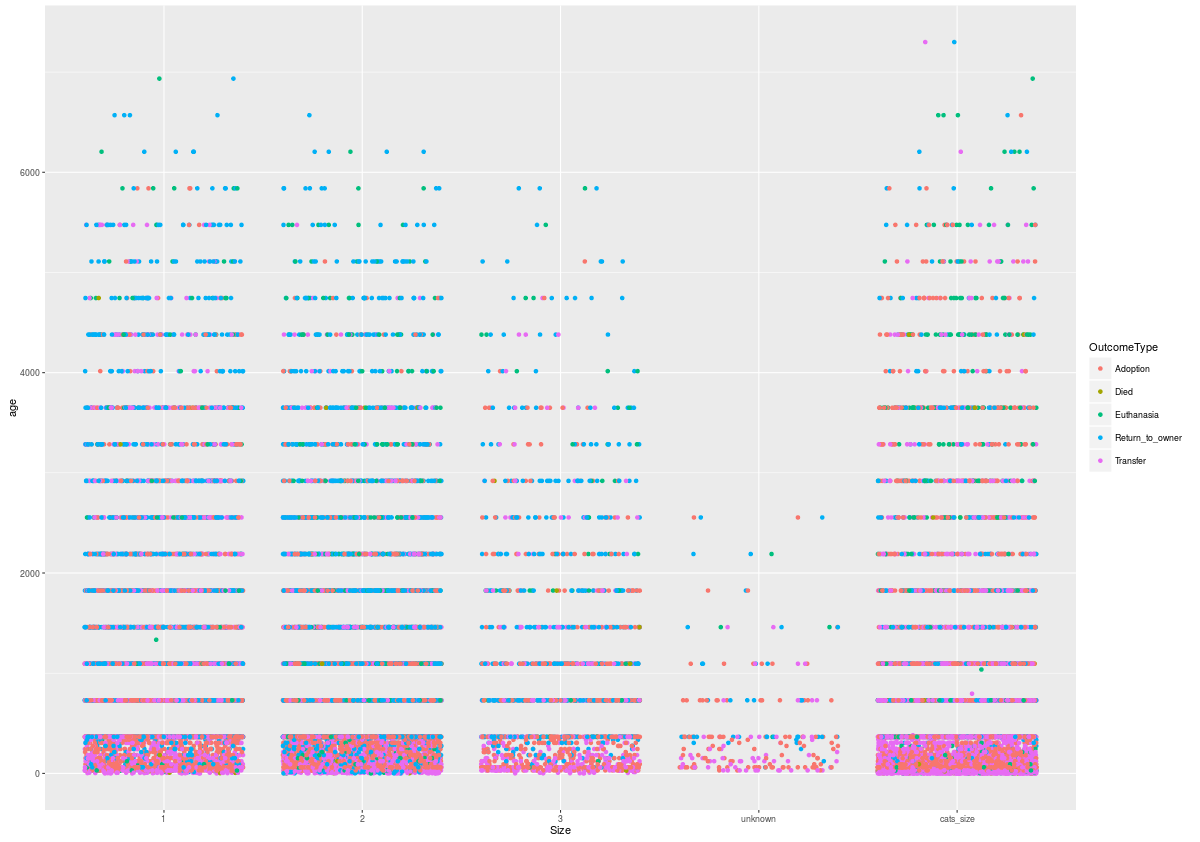 6000
4000
2000
0
age
1
2
3
unknown
cats_size
Size
OutcomeType
Adoption
Died
Euthanasia
Return_to_owner
Transfer